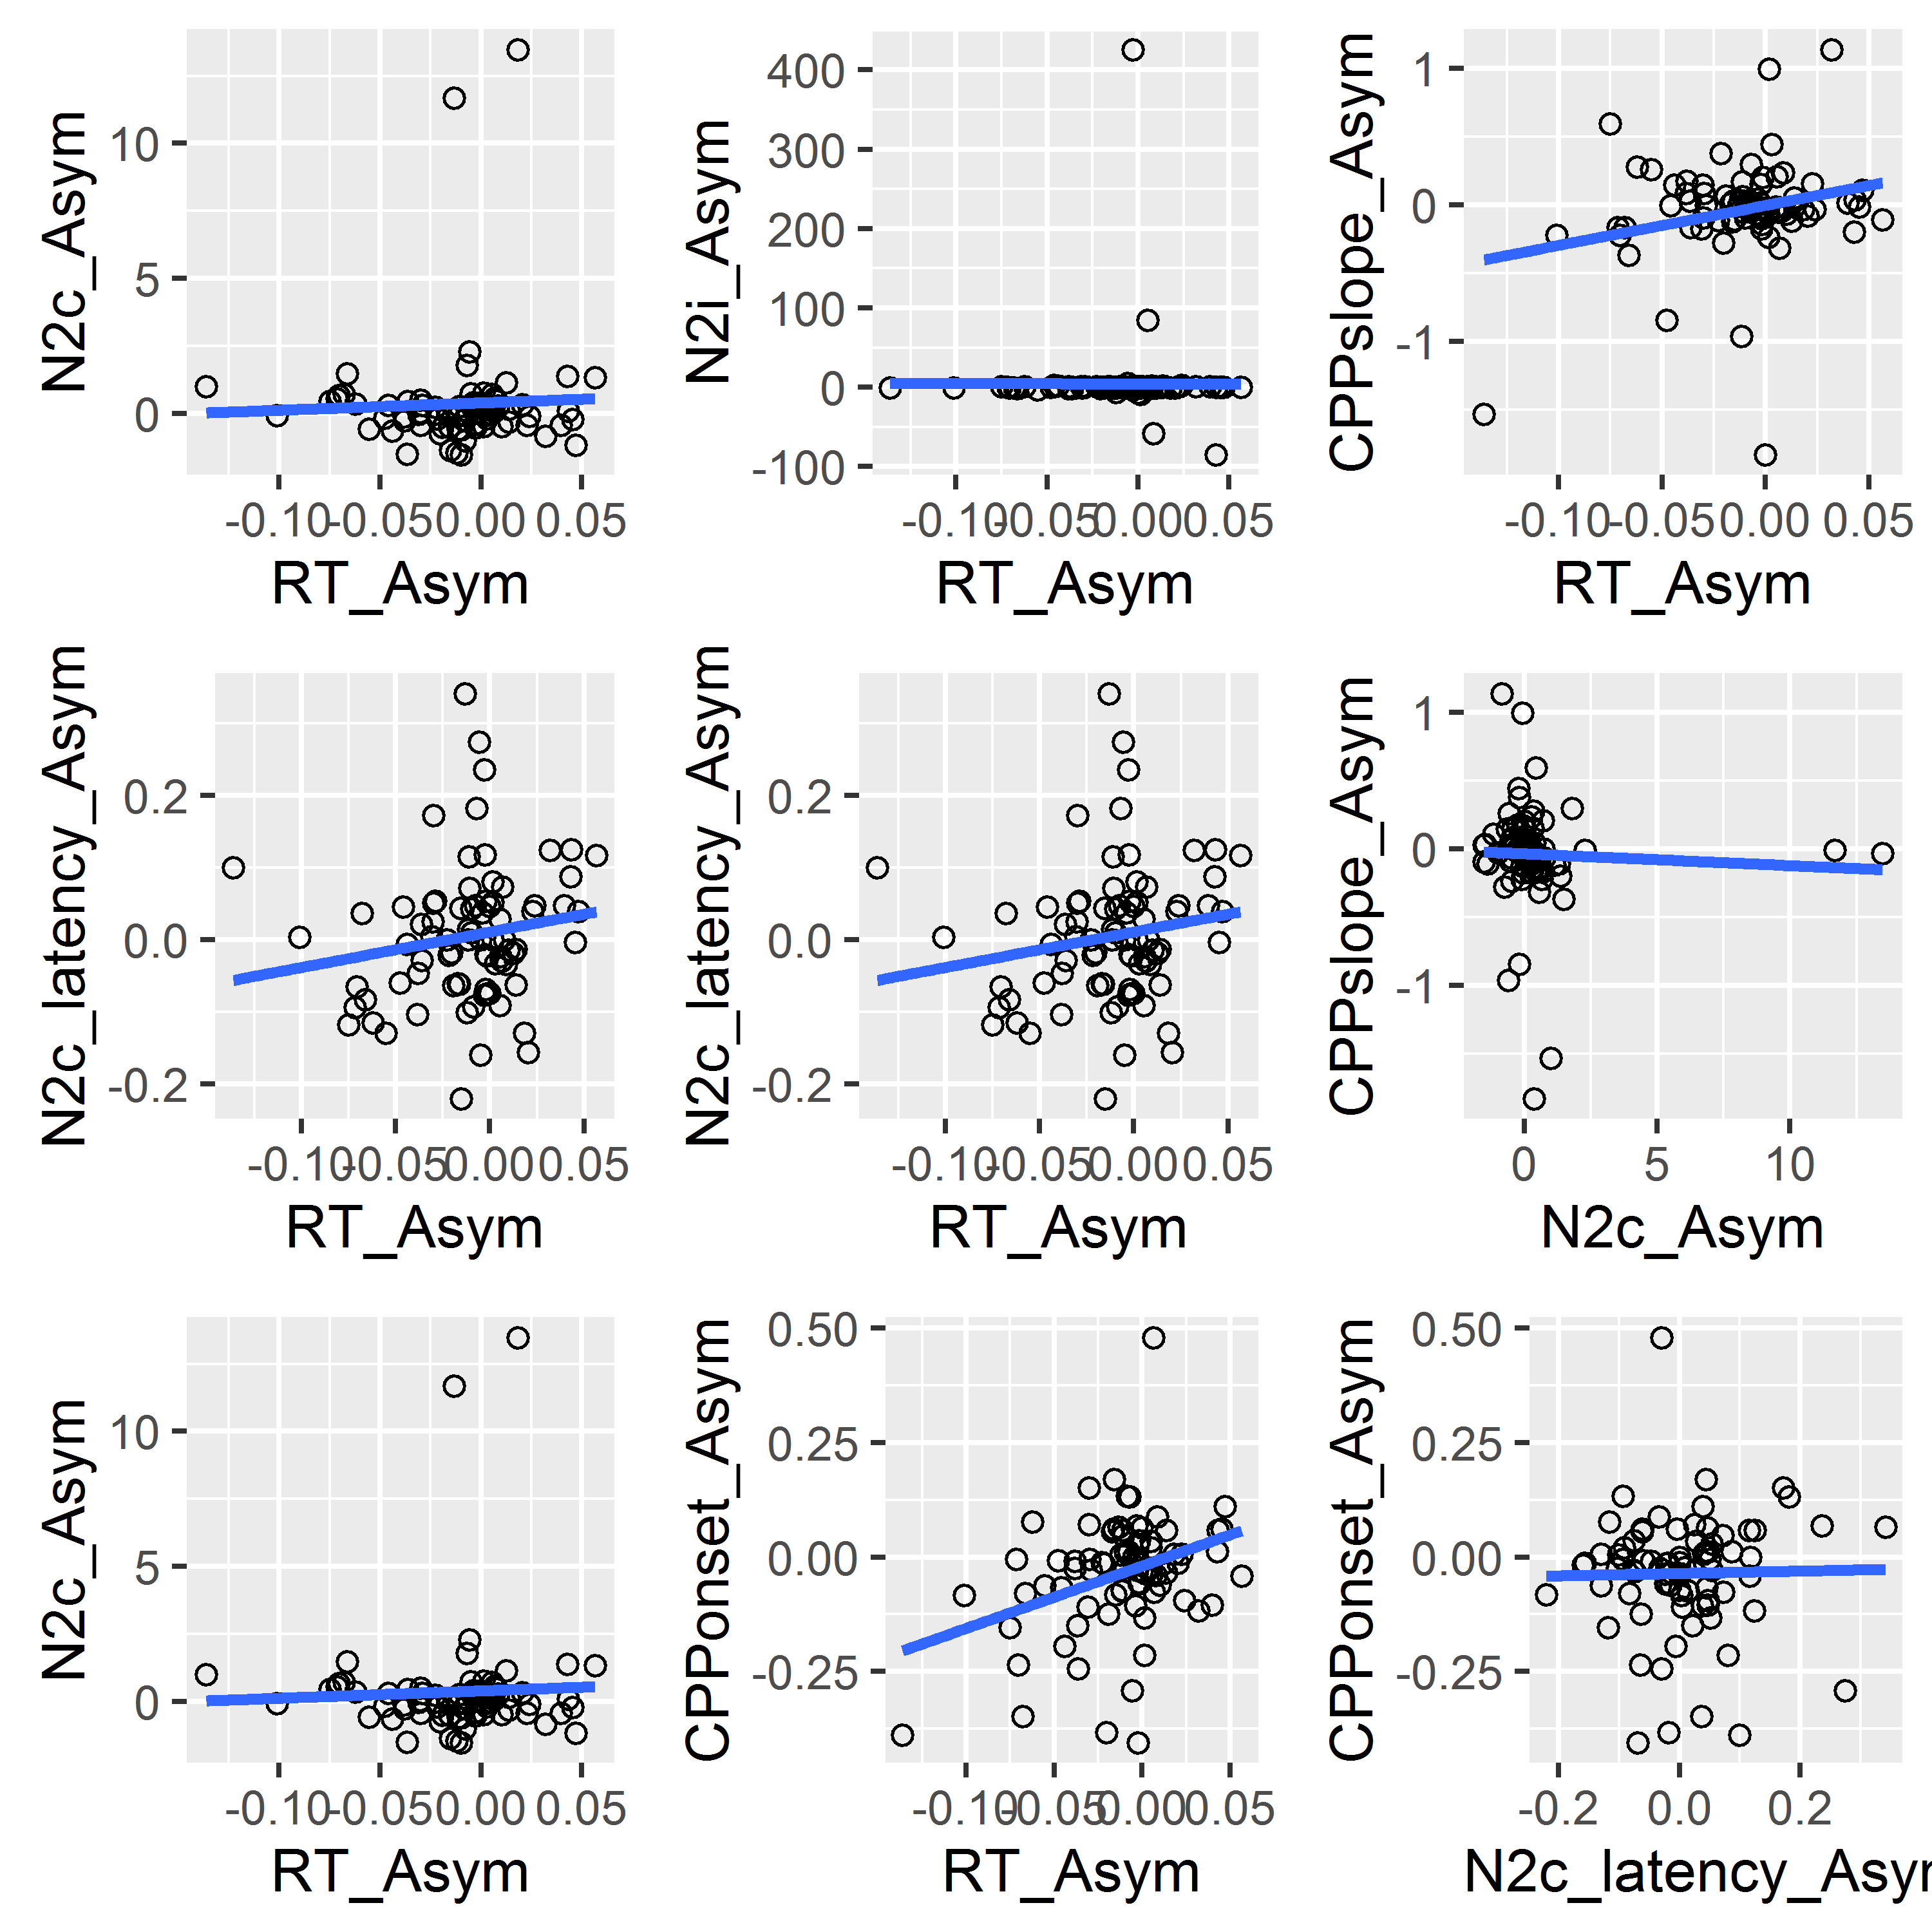 N2c_Asym
10
5
0
-0.10 -0.05 0.00 0.05
RT_Asym
N2i_Asym
400
300
200
100
0
-100
-0.10 -0.05 0.00 0.05
RT_Asym
CPPslope_Asym
1
0
-1
-0.10 -0.05 0.00 0.05
RT_Asym
N2c_latency_Asym
0.2
0.0
-0.2
-0.10 -0.05 0.00 0.05
RT_Asym
N2c_latency_Asym
0.2
0.0
-0.2
-0.10 -0.05 0.00 0.05
RT_Asym
CPPslope_Asym
1
0
-1
0 5 10
N2c_Asym
N2c_Asym
10
5
0
-0.10 -0.05 0.00 0.05
RT_Asym
CPPonset_Asym
0.50
0.25
0.00
-0.25
-0.10 -0.05 0.00 0.05
RT_Asym
CPPonset_Asym
0.50
0.25
0.00
-0.25
-0.2 0.0 0.2
N2c_latency_Asym